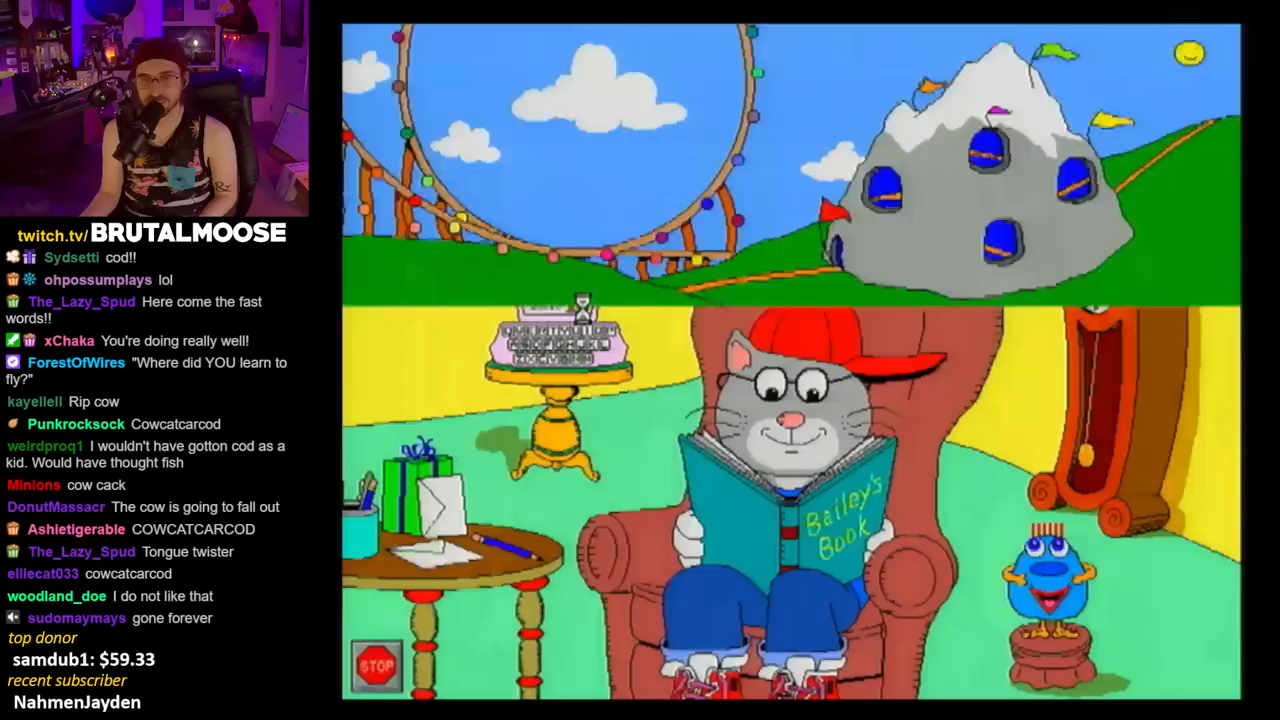 twitch.tv/BRUTALMOOSE
Sydsetti cod!!
ohpossumplays lol
The_Lazy_Spud Here come the fast
words!!
xChaka You're doing really well!
ForestOfWires "Where did YOU learn to
fly?"
kayellell Rip cow
Punkrocksock Cowcatcarcod
weirdproq1 I wouldn't have gotton cod as a
kid. Would have thought fish
Minions cow cack
DonutMassacr The cow is going to fall out
Ashietigerable COWCATCARCOD
The_Lazy_Spud Tongue twister
elliecat033 cowcatcarcod
woodland_doe I do not like that
sudomaymays gone forever
top donor
samdub1: $59.33
recent subscriber
NahmenJayden
Bailey's
Book
STOP